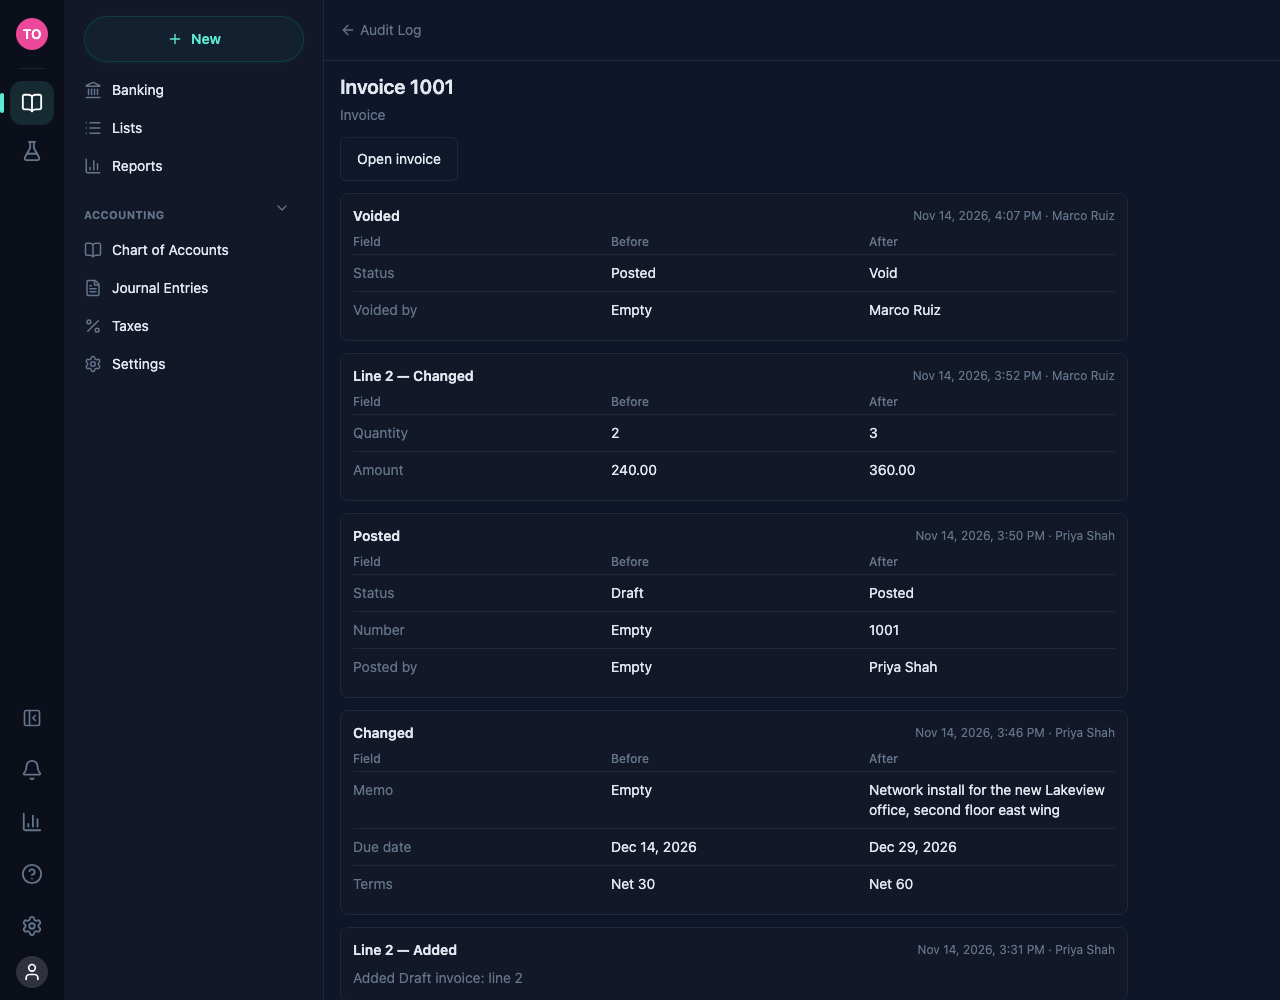 TO
+ New
Banking
Lists
Reports
ACCOUNTING
Chart of Accounts
Journal Entries
Taxes
Settings
← Audit Log
Invoice 1001
Invoice
Open invoice
Voided Nov 14, 2026, 4:07 PM · Marco Ruiz
Field Before After
Status Posted Void
Voided by Empty Marco Ruiz
Line 2 — Changed Nov 14, 2026, 3:52 PM · Marco Ruiz
Field Before After
Quantity 2 3
Amount 240.00 360.00
Posted Nov 14, 2026, 3:50 PM · Priya Shah
Field Before After
Status Draft Posted
Number Empty 1001
Posted by Empty Priya Shah
Changed Nov 14, 2026, 3:46 PM · Priya Shah
Field Before After
Memo Empty Network install for the new Lakeview
office, second floor east wing
Due date Dec 14, 2026 Dec 29, 2026
Terms Net 30 Net 60
Line 2 — Added Nov 14, 2026, 3:31 PM · Priya Shah
Added Draft invoice: line 2